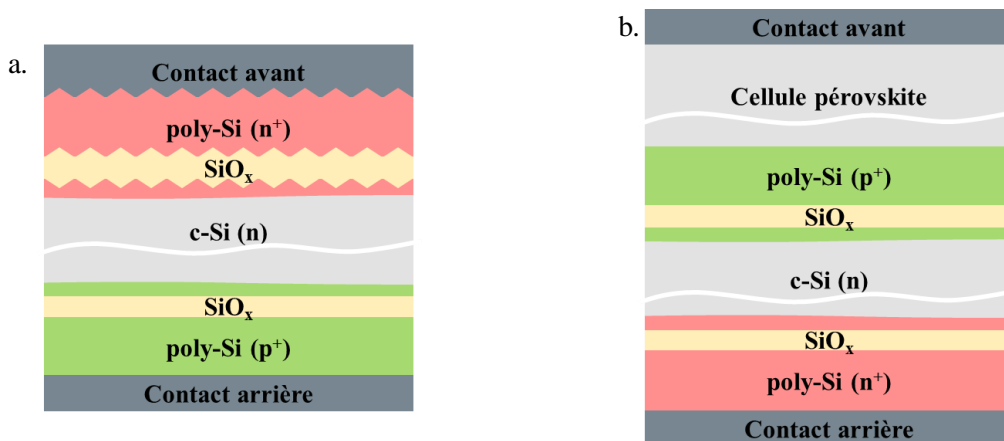 a.
Contact avant
poly-Si (n⁺)
SiOₓ
c-Si (n)
SiOₓ
poly-Si (p⁺)
Contact arrière
b.
Contact avant
Cellule pérovskite
poly-Si (p⁺)
SiOₓ
c-Si (n)
SiOₓ
poly-Si (n⁺)
Contact arrière